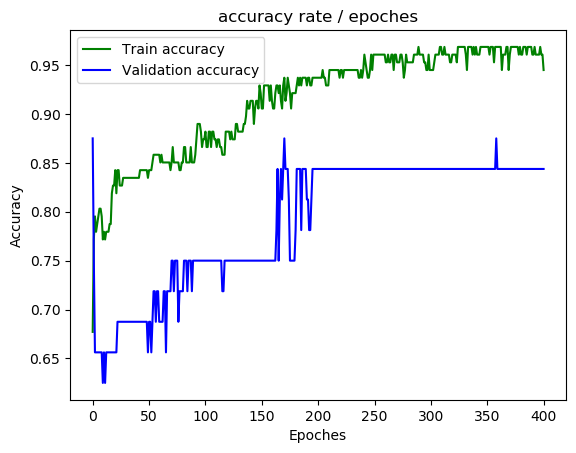 accuracy rate / epoches
Train accuracy
Validation accuracy
Accuracy
0.95
0.90
0.85
0.80
0.75
0.70
0.65
0 50 100 150 200 250 300 350 400
Epoches